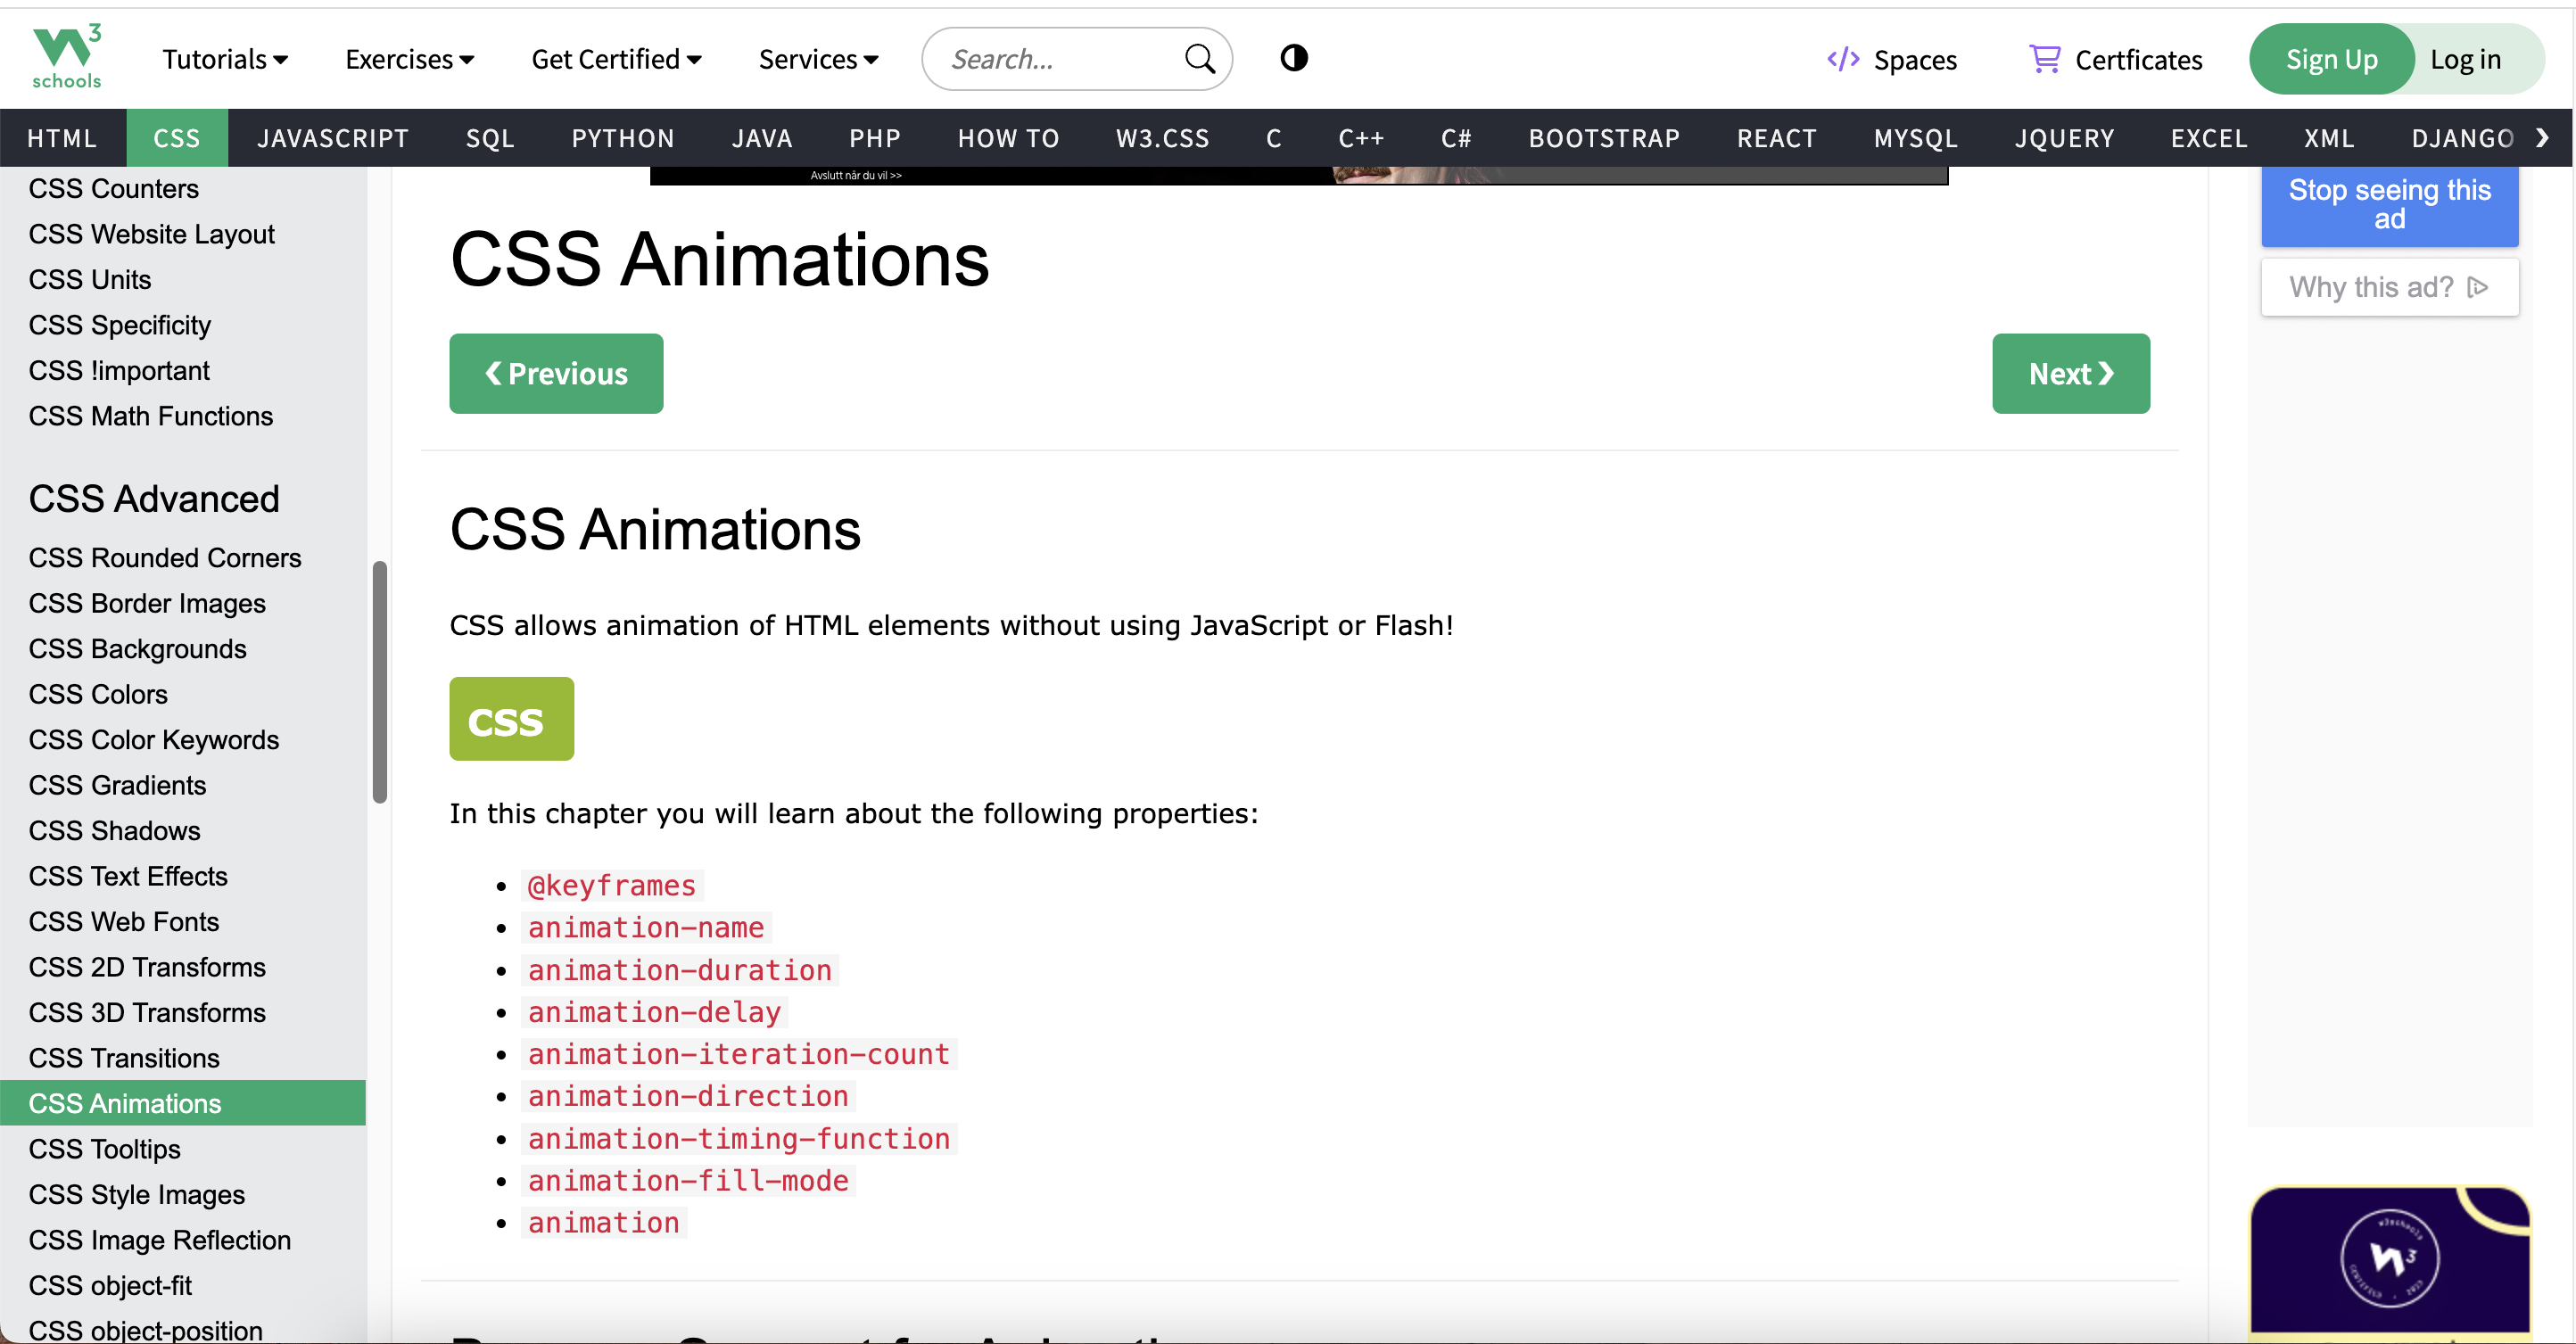 schools
Tutorials
Exercises
Get Certified
Services
Search...
</> Spaces
Certficates
Sign Up
Log in
HTML CSS JAVASCRIPT SQL PYTHON JAVA PHP HOW TO W3.CSS C C++ C# BOOTSTRAP REACT MYSQL JQUERY EXCEL XML DJANGO ❯
CSS Counters
CSS Website Layout
CSS Units
CSS Specificity
CSS !important
CSS Math Functions
CSS Advanced
CSS Rounded Corners
CSS Border Images
CSS Backgrounds
CSS Colors
CSS Color Keywords
CSS Gradients
CSS Shadows
CSS Text Effects
CSS Web Fonts
CSS 2D Transforms
CSS 3D Transforms
CSS Transitions
CSS Animations
CSS Tooltips
CSS Style Images
CSS Image Reflection
CSS object-fit
CSS object-position
Avslutt når du vil >>
CSS Animations
❮ Previous
Next ❯
CSS Animations
CSS allows animation of HTML elements without using JavaScript or Flash!
CSS
In this chapter you will learn about the following properties:
@keyframes
animation-name
animation-duration
animation-delay
animation-iteration-count
animation-direction
animation-timing-function
animation-fill-mode
animation
Stop seeing this
ad
Why this ad?